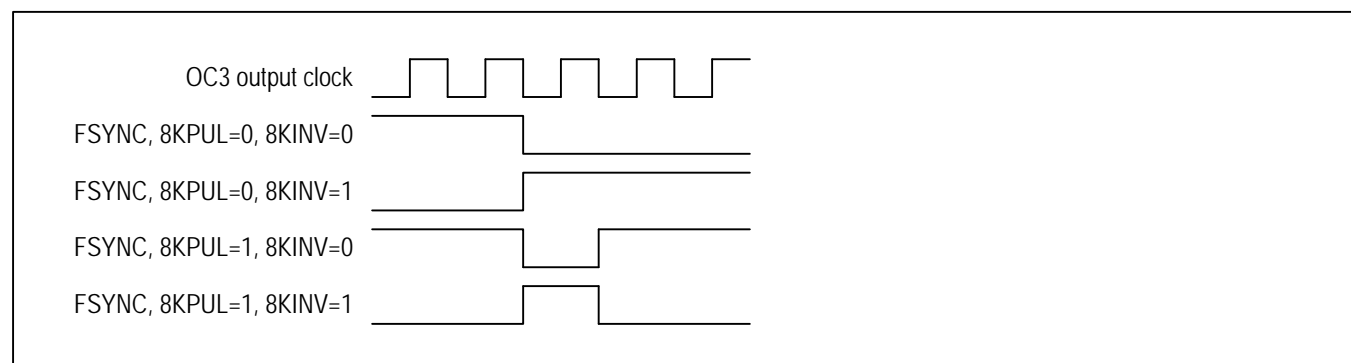 OC3 output clock
FSYNC, 8KPUL=0, 8KINV=0
FSYNC, 8KPUL=0, 8KINV=1
FSYNC, 8KPUL=1, 8KINV=0
FSYNC, 8KPUL=1, 8KINV=1